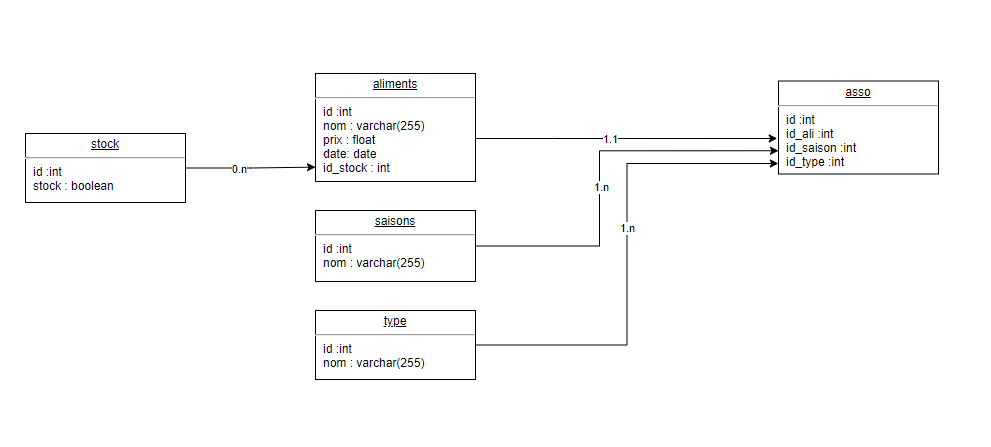 stock
id :int
stock : boolean
0.n
aliments
id :int
nom : varchar(255)
prix : float
date: date
id_stock : int
saisons
id :int
nom : varchar(255)
type
id :int
nom : varchar(255)
1.1
1.n
1.n
asso
id :int
id_ali :int
id_saison :int
id_type :int